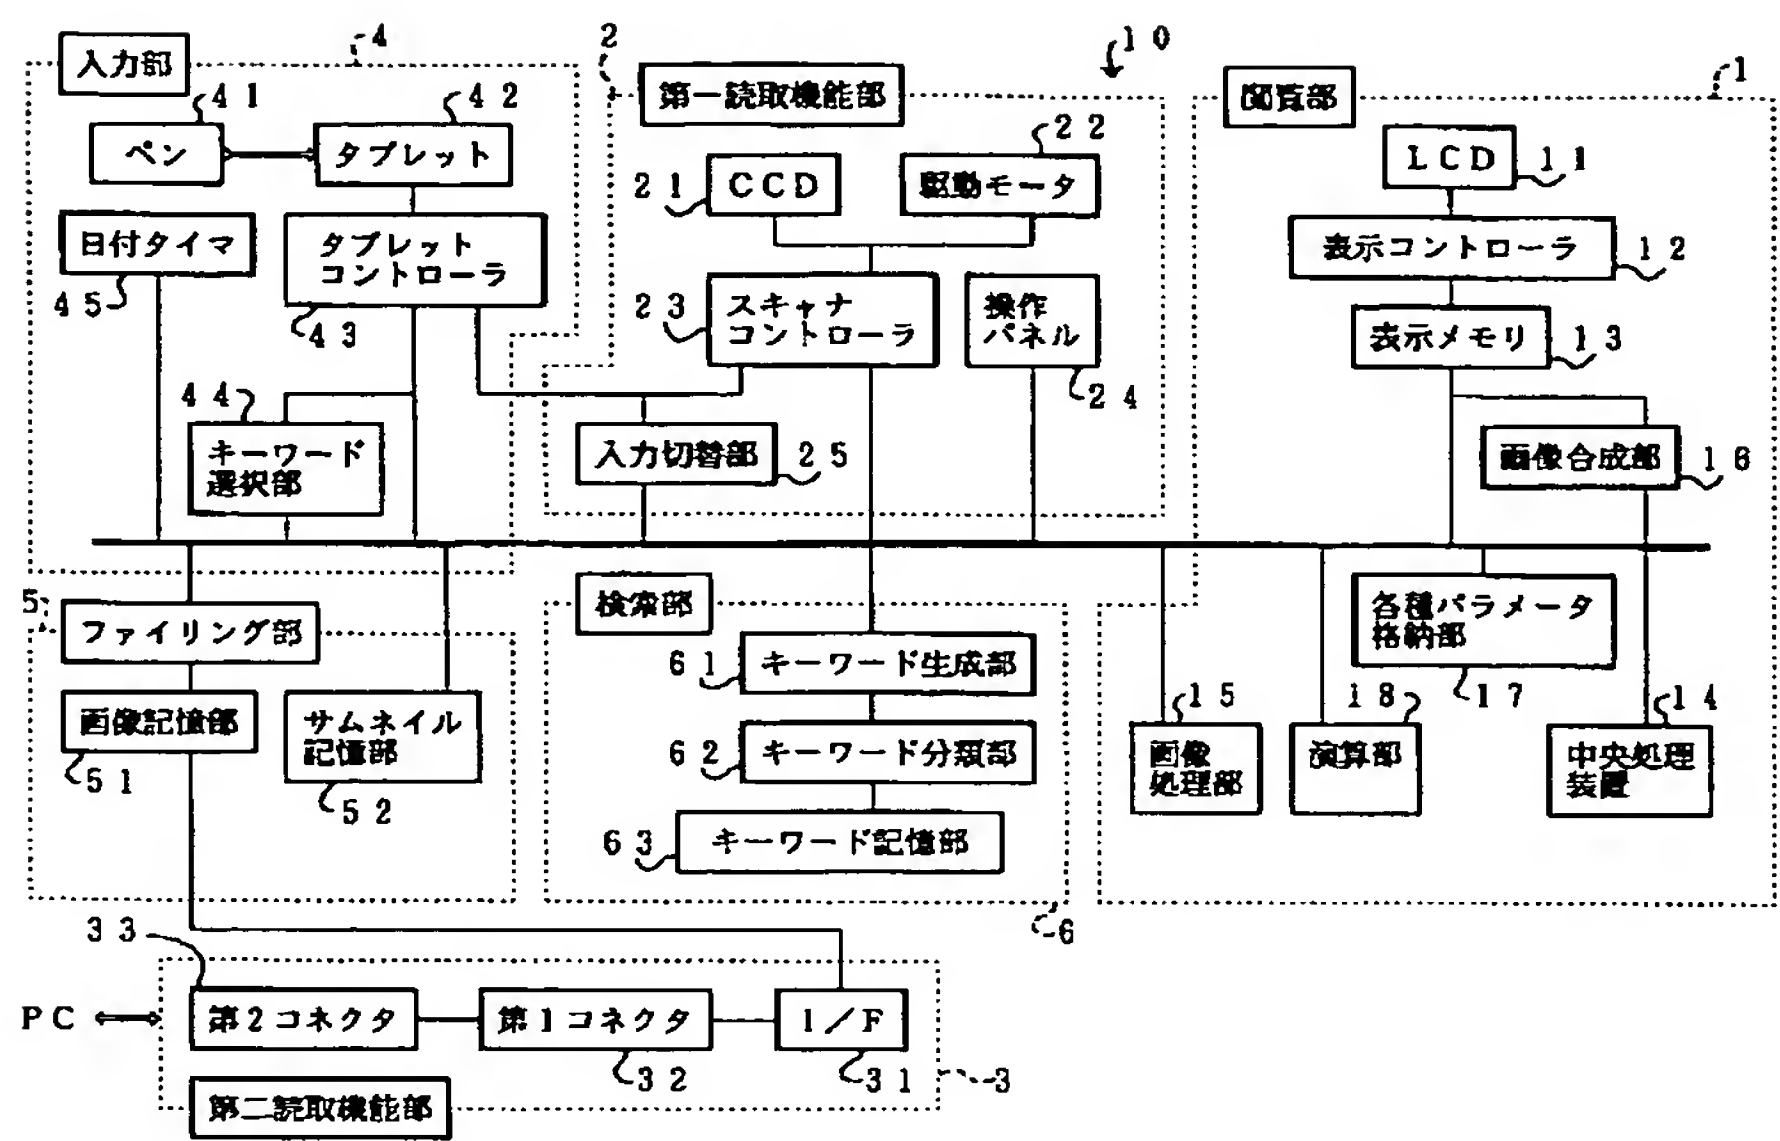 入力部
4
ペン
41
タブレット
42
日付タイマ
45
タブレット
コントローラ
43
44
キーワード
選択部
2
第一読取機能部
10
CCD
21
駆動モータ
22
スキャナ
コントローラ
23
操作
パネル
24
入力切替部
25
閲覧部
1
LCD
11
表示コントローラ
12
表示メモリ
13
画像合成部
16
各種パラメータ
格納部
17
15
画像
処理部
18
演算部
14
中央処理
装置
5
ファイリング部
画像記憶部
51
サムネイル
記憶部
52
検索部
61
キーワード生成部
62
キーワード分類部
63
キーワード記憶部
6
33
PC
第2コネクタ
第1コネクタ
32
I/F
31
3
第二読取機能部